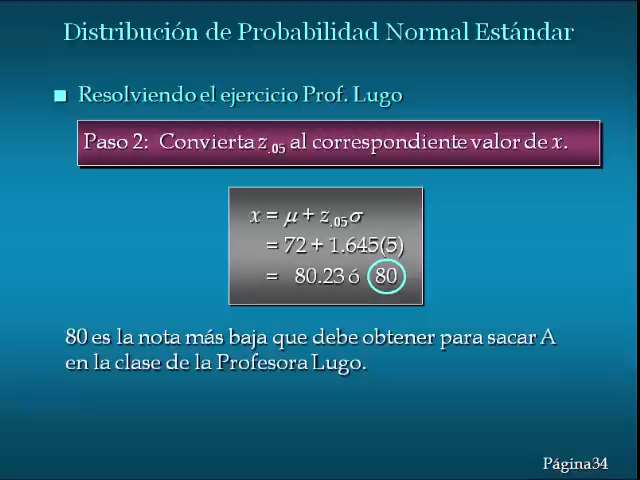 Distribución de Probabilidad Normal Estándar
Resolviendo el ejercicio Prof. Lugo
Paso 2: Convierta z.05 al correspondiente valor de x.
x = μ + z.05σ
= 72 + 1.645(5)
= 80.23 ó 80
80 es la nota más baja que debe obtener para sacar A
en la clase de la Profesora Lugo.
Página34